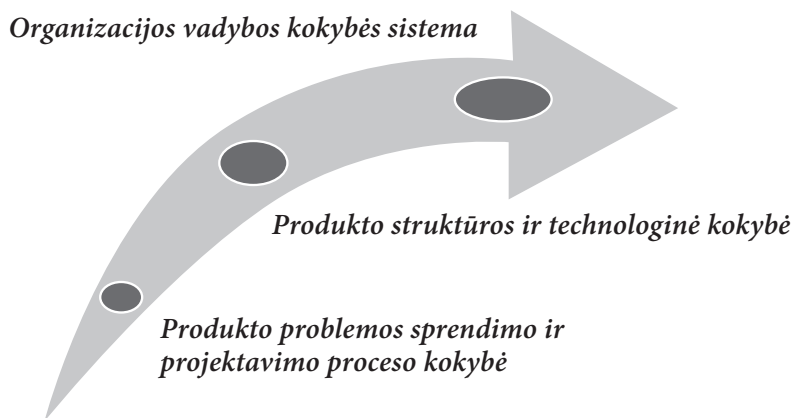 Organizacijos vadybos kokybės sistema
Produkto struktūros ir technologinė kokybė
Produkto problemos sprendimo ir
projektavimo proceso kokybė